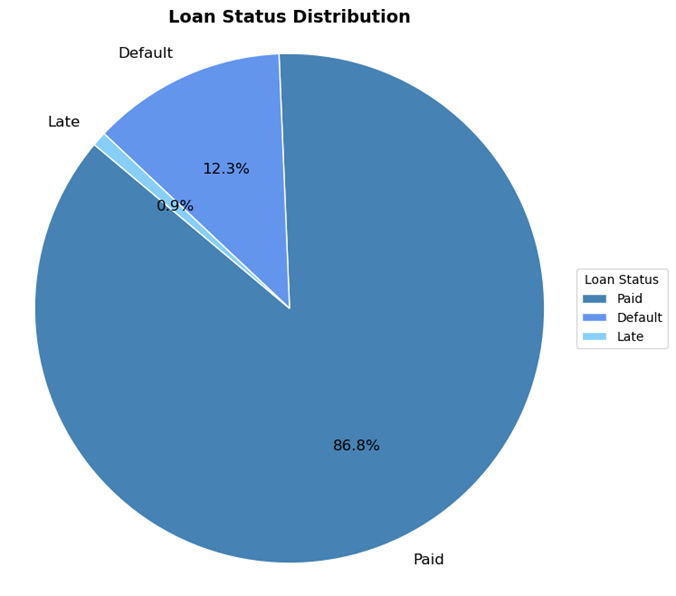 Loan Status Distribution
Default
Late
12.3%
0.9%
Loan Status
Paid
Default
Late
86.8%
Paid